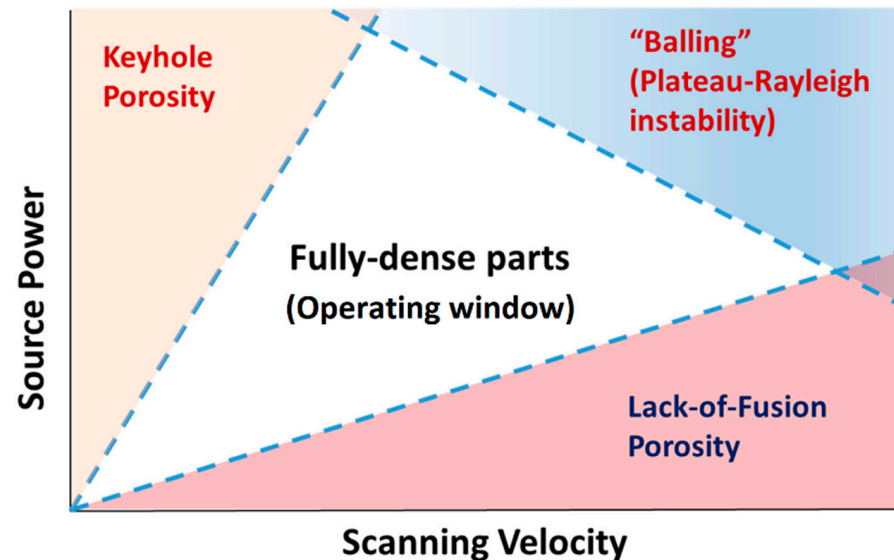 Keyhole
Porosity
“Balling”
(Plateau-Rayleigh
instability)
Source Power
Fully-dense parts
(Operating window)
Lack-of-Fusion
Porosity
Scanning Velocity